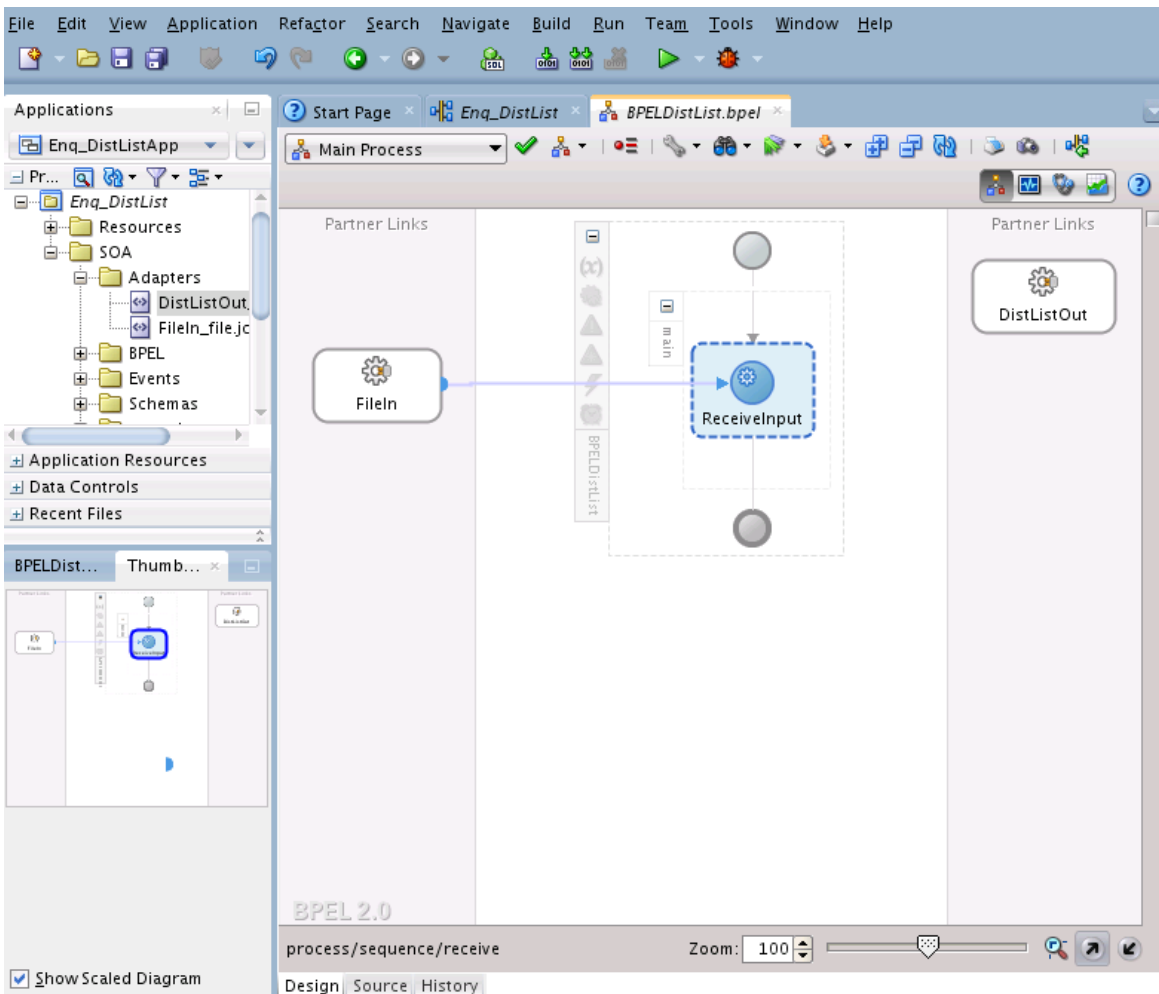 File Edit View Application Refactor Search Navigate Build Run Team Tools Window Help
Applications
Start Page
Enq_DistList
BPELDistList.bpel
Enq_DistListApp
Main Process
Pr...
Enq_DistList
Resources
SOA
Adapters
DistListOut_
FileIn_file.jc
BPEL
Events
Schemas
Application Resources
Data Controls
Recent Files
BPELDist...
Thumb...
Show Scaled Diagram
Partner Links
Partner Links
(x)
main
FileIn
ReceiveInput
DistListOut
BPELDistList
BPEL 2.0
process/sequence/receive
Zoom: 100
Design Source History